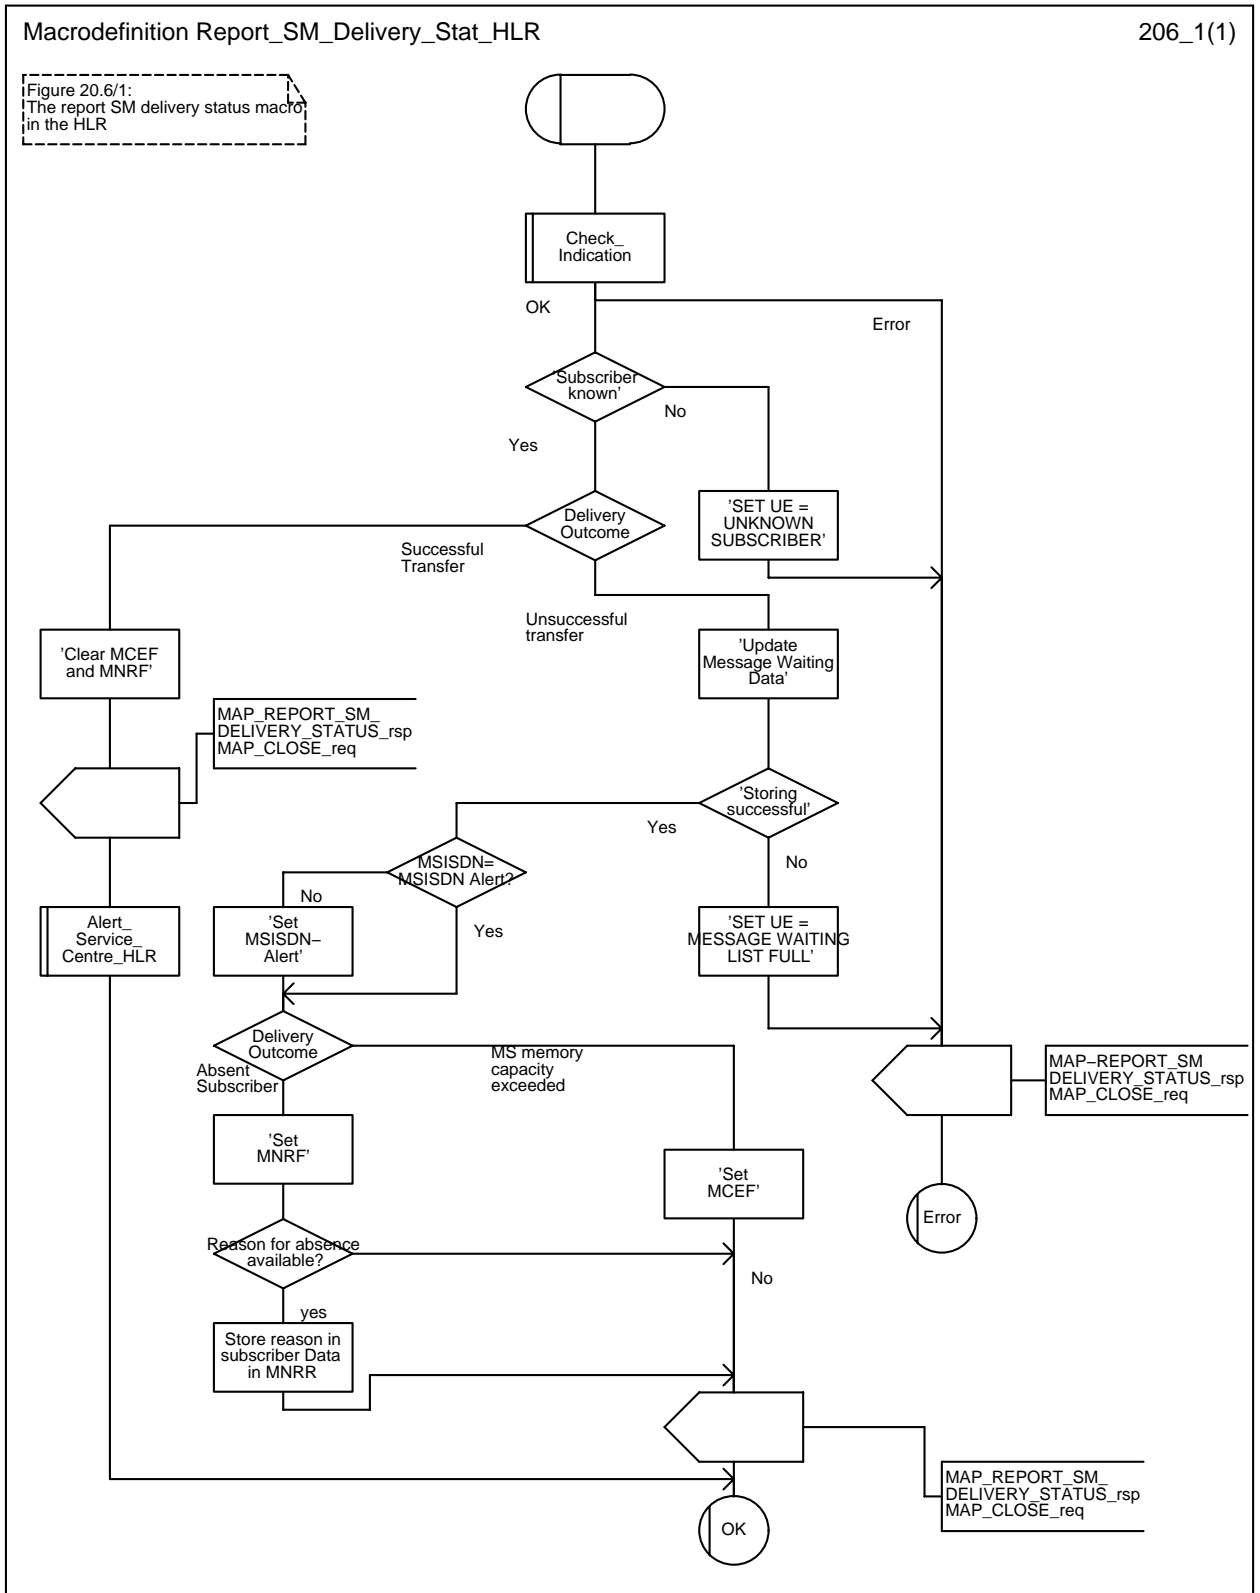 Macrodefinition Report_SM_Delivery_Stat_HLR
206_1(1)
Figure 20.6/1:
The report SM delivery status macro
in the HLR
Check_
Indication
OK
Error
'Subscriber
known'
No
Yes
Delivery
Outcome
'SET UE =
UNKNOWN
SUBSCRIBER'
Successful
Transfer
Unsuccessful
transfer
'Clear MCEF
and MNRF'
'Update
Message Waiting
Data'
MAP_REPORT_SM_
DELIVERY_STATUS_rsp
MAP_CLOSE_req
'Storing
successful'
Yes
No
MSISDN=
MSISDN Alert?
No
Yes
Alert_
Service_
Centre_HLR
'Set
MSISDN−
Alert'
'SET UE =
MESSAGE WAITING
LIST FULL'
Delivery
Outcome
Absent
Subscriber
MS memory
capacity
exceeded
MAP−REPORT_SM
DELIVERY_STATUS_rsp
MAP_CLOSE_req
'Set
MNRF'
'Set
MCEF'
Error
Reason for absence
available?
No
yes
Store reason in
subscriber Data
in MNRR
MAP_REPORT_SM_
DELIVERY_STATUS_rsp
MAP_CLOSE_req
OK